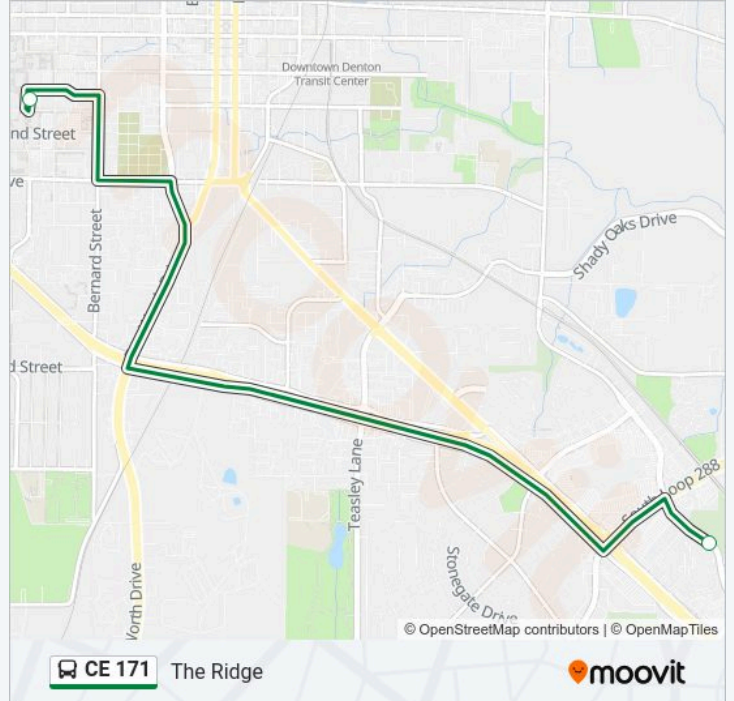 Downtown Denton
Transit Center
nd Street
ve
Shady Oaks Drive
Bernard Street
d Street
South Loop 288
Teasley Lane
Stonegate Drive
Worth Drive
© OpenStreetMap contributors | © OpenMapTiles
CE 171 The Ridge
moovit